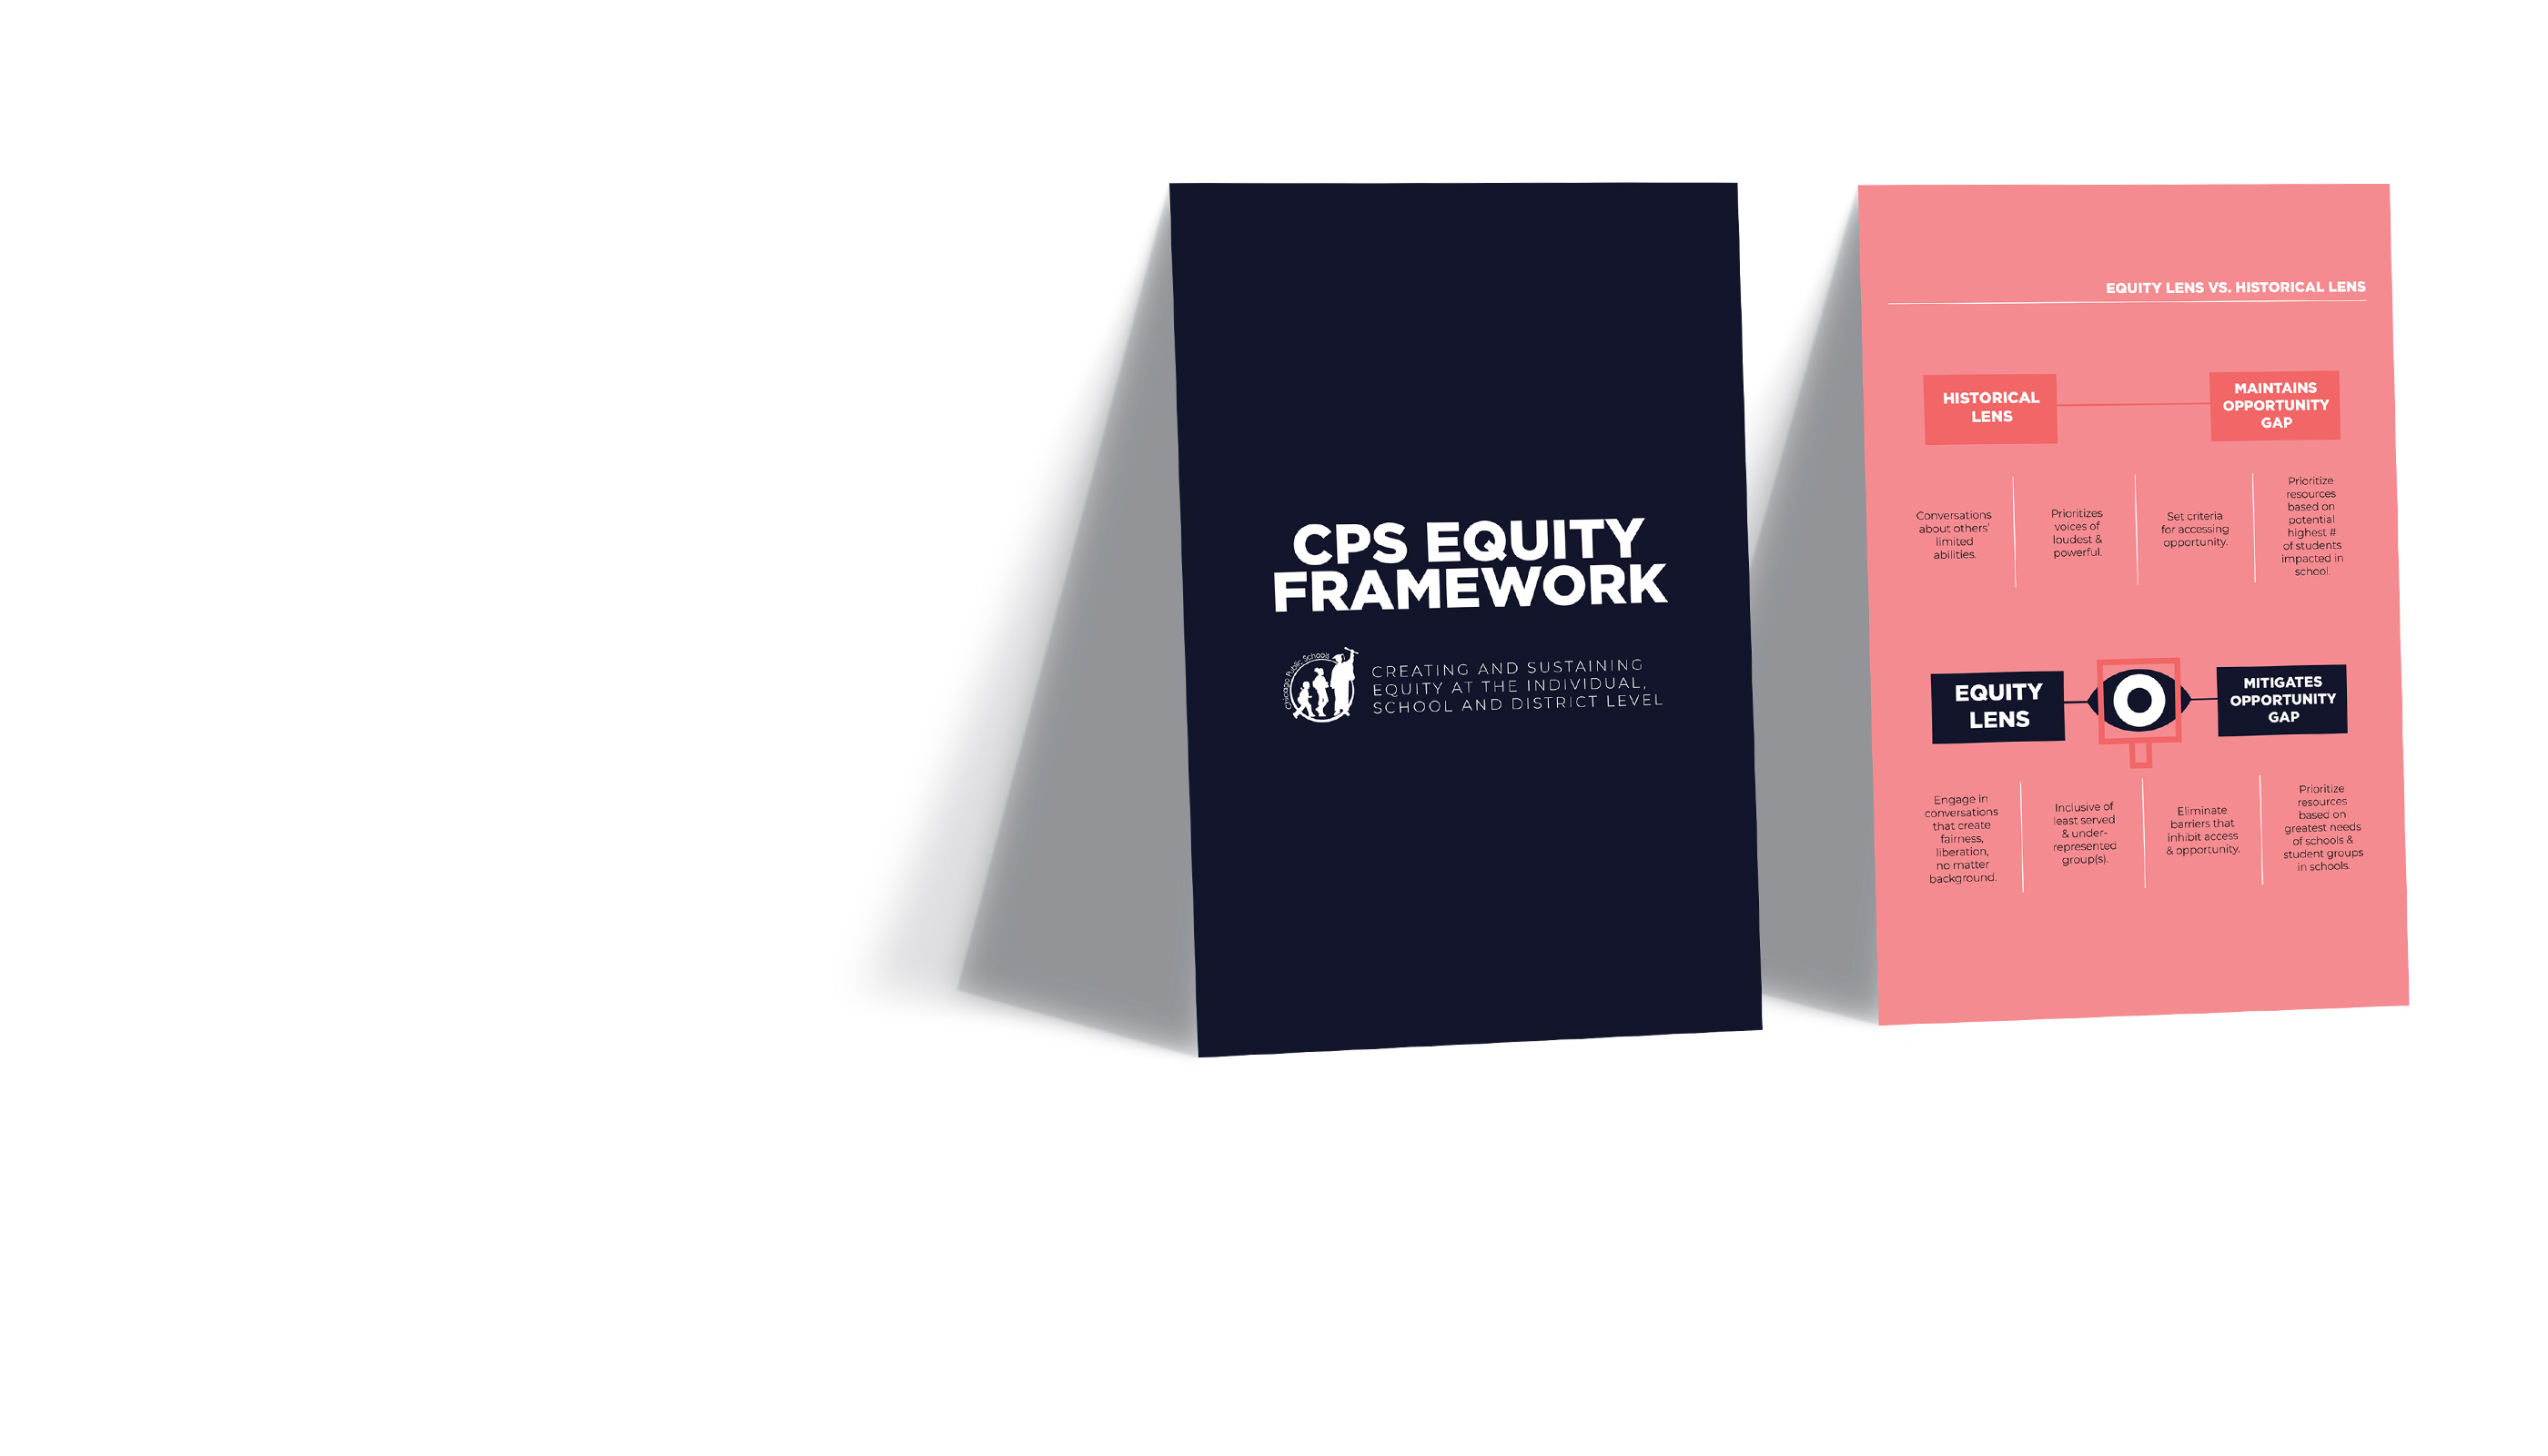 CPS EQUITY
FRAMEWORK
Chicago Public Schools
CREATING AND SUSTAINING
EQUITY AT THE INDIVIDUAL,
SCHOOL AND DISTRICT LEVEL
EQUITY LENS VS. HISTORICAL LENS
HISTORICAL
LENS
MAINTAINS
OPPORTUNITY
GAP
Conversations
about others'
limited
abilities.
Prioritizes
voices of
loudest &
powerful.
Set criteria
for accessing
opportunity.
Prioritize
resources
based on
potential
highest #
of students
impacted in
school.
EQUITY
LENS
MITIGATES
OPPORTUNITY
GAP
Engage in
conversations
that create
fairness,
liberation,
no matter
background.
Inclusive of
least served
& under-
represented
group(s).
Eliminate
barriers that
inhibit access
& opportunity.
Prioritize
resources
based on
greatest needs
of schools &
student groups
in schools.